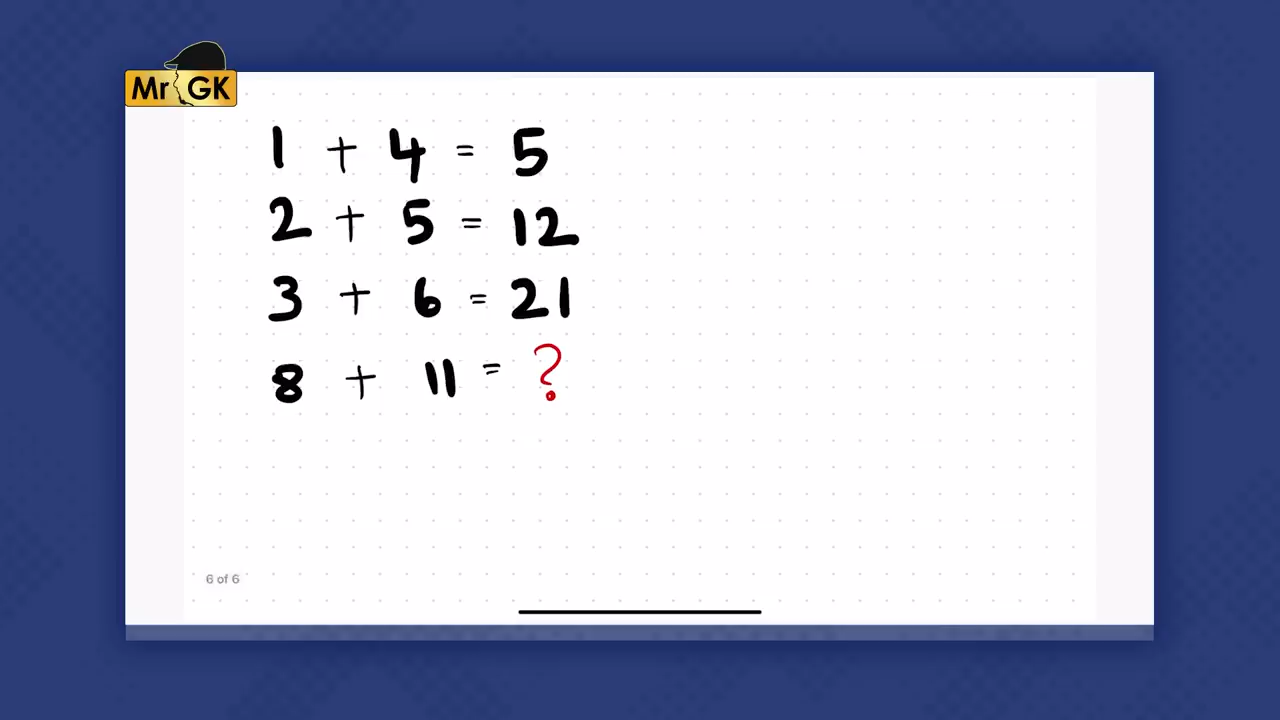 Mr GK
1 + 4 = 5
2 + 5 = 12
3 + 6 = 21
8 + 11 = ?
6 of 6